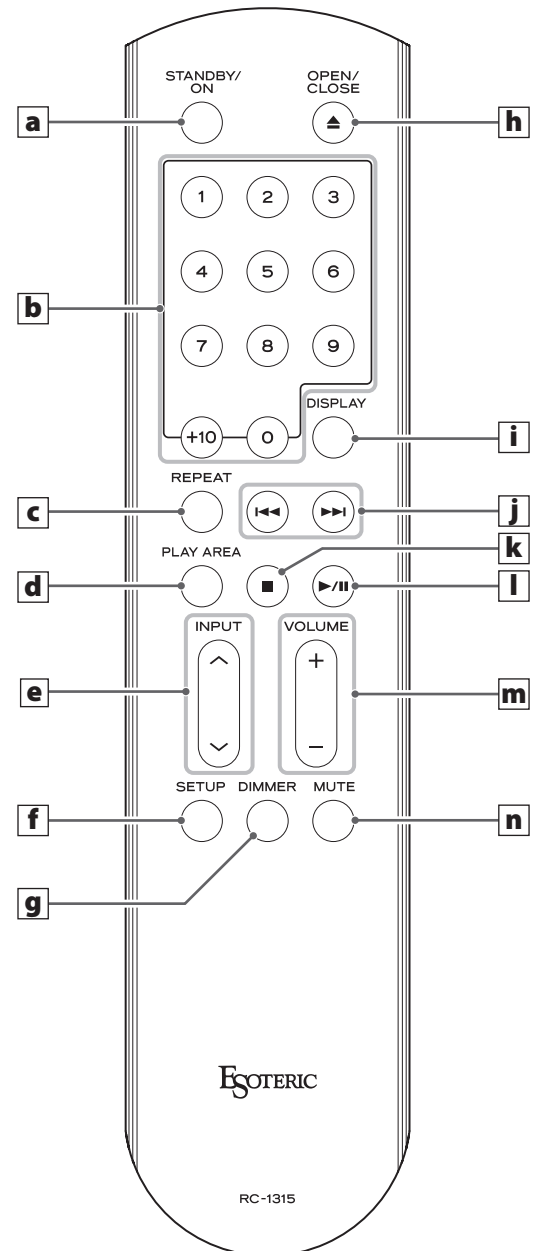 STANDBY/
ON
OPEN/
CLOSE
a
h
1 2 3
4 5 6
b
7 8 9
DISPLAY
+10 0
i
REPEAT
c
j
k
PLAY AREA
d
l
INPUT VOLUME
+
e
m
−
SETUP DIMMER MUTE
f
n
g
ESOTERIC
RC-1315